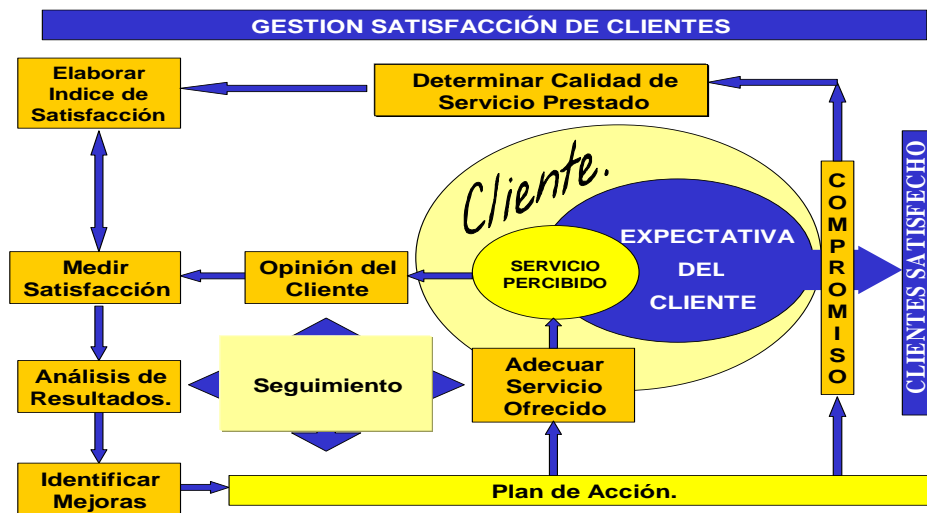 GESTION SATISFACCIÓN DE CLIENTES
Elaborar
Indice de
Satisfacción
Determinar Calidad de
Servicio Prestado
Cliente.
EXPECTATIVA
DEL
CLIENTE
SERVICIO
PERCIBIDO
COMPROMISO
CLIENTES SATISFECHO
Medir
Satisfacción
Opinión del
Cliente
Análisis de
Resultados.
Seguimiento
Adecuar
Servicio
Ofrecido
Identificar
Mejoras
Plan de Acción.